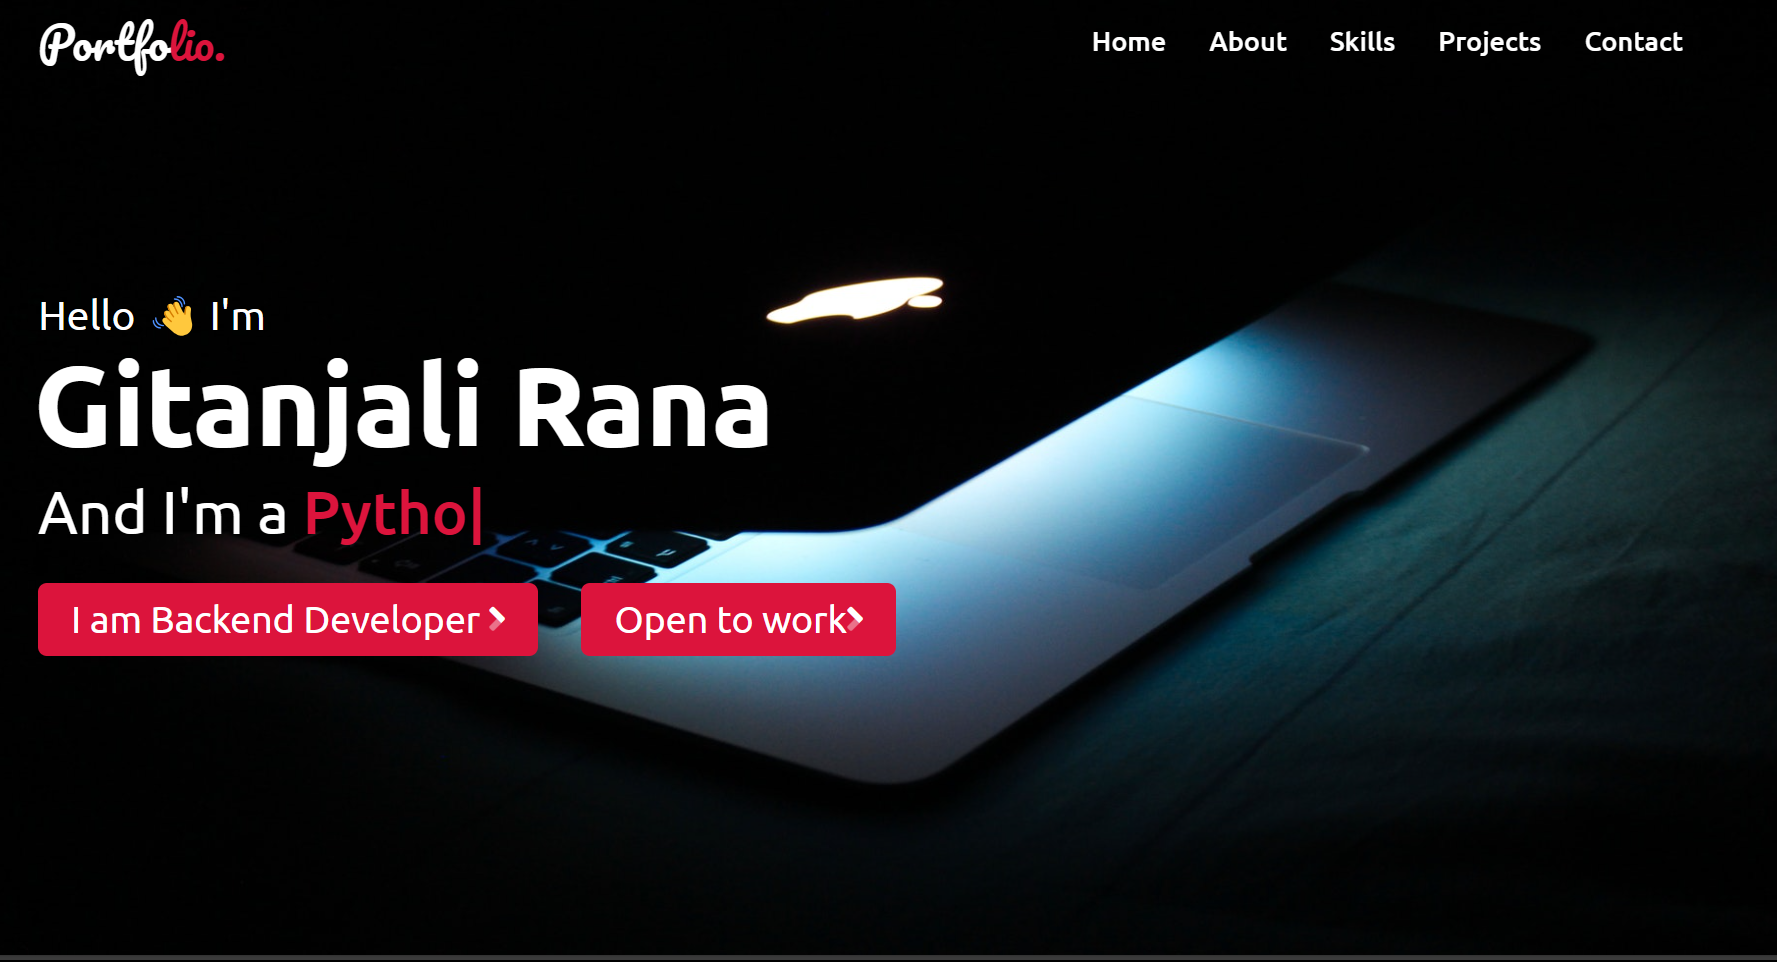 Portfolio.
Home About Skills Projects Contact
Hello 👋 I'm
Gitanjali Rana
And I'm a Pytho|
I am Backend Developer
Open to work